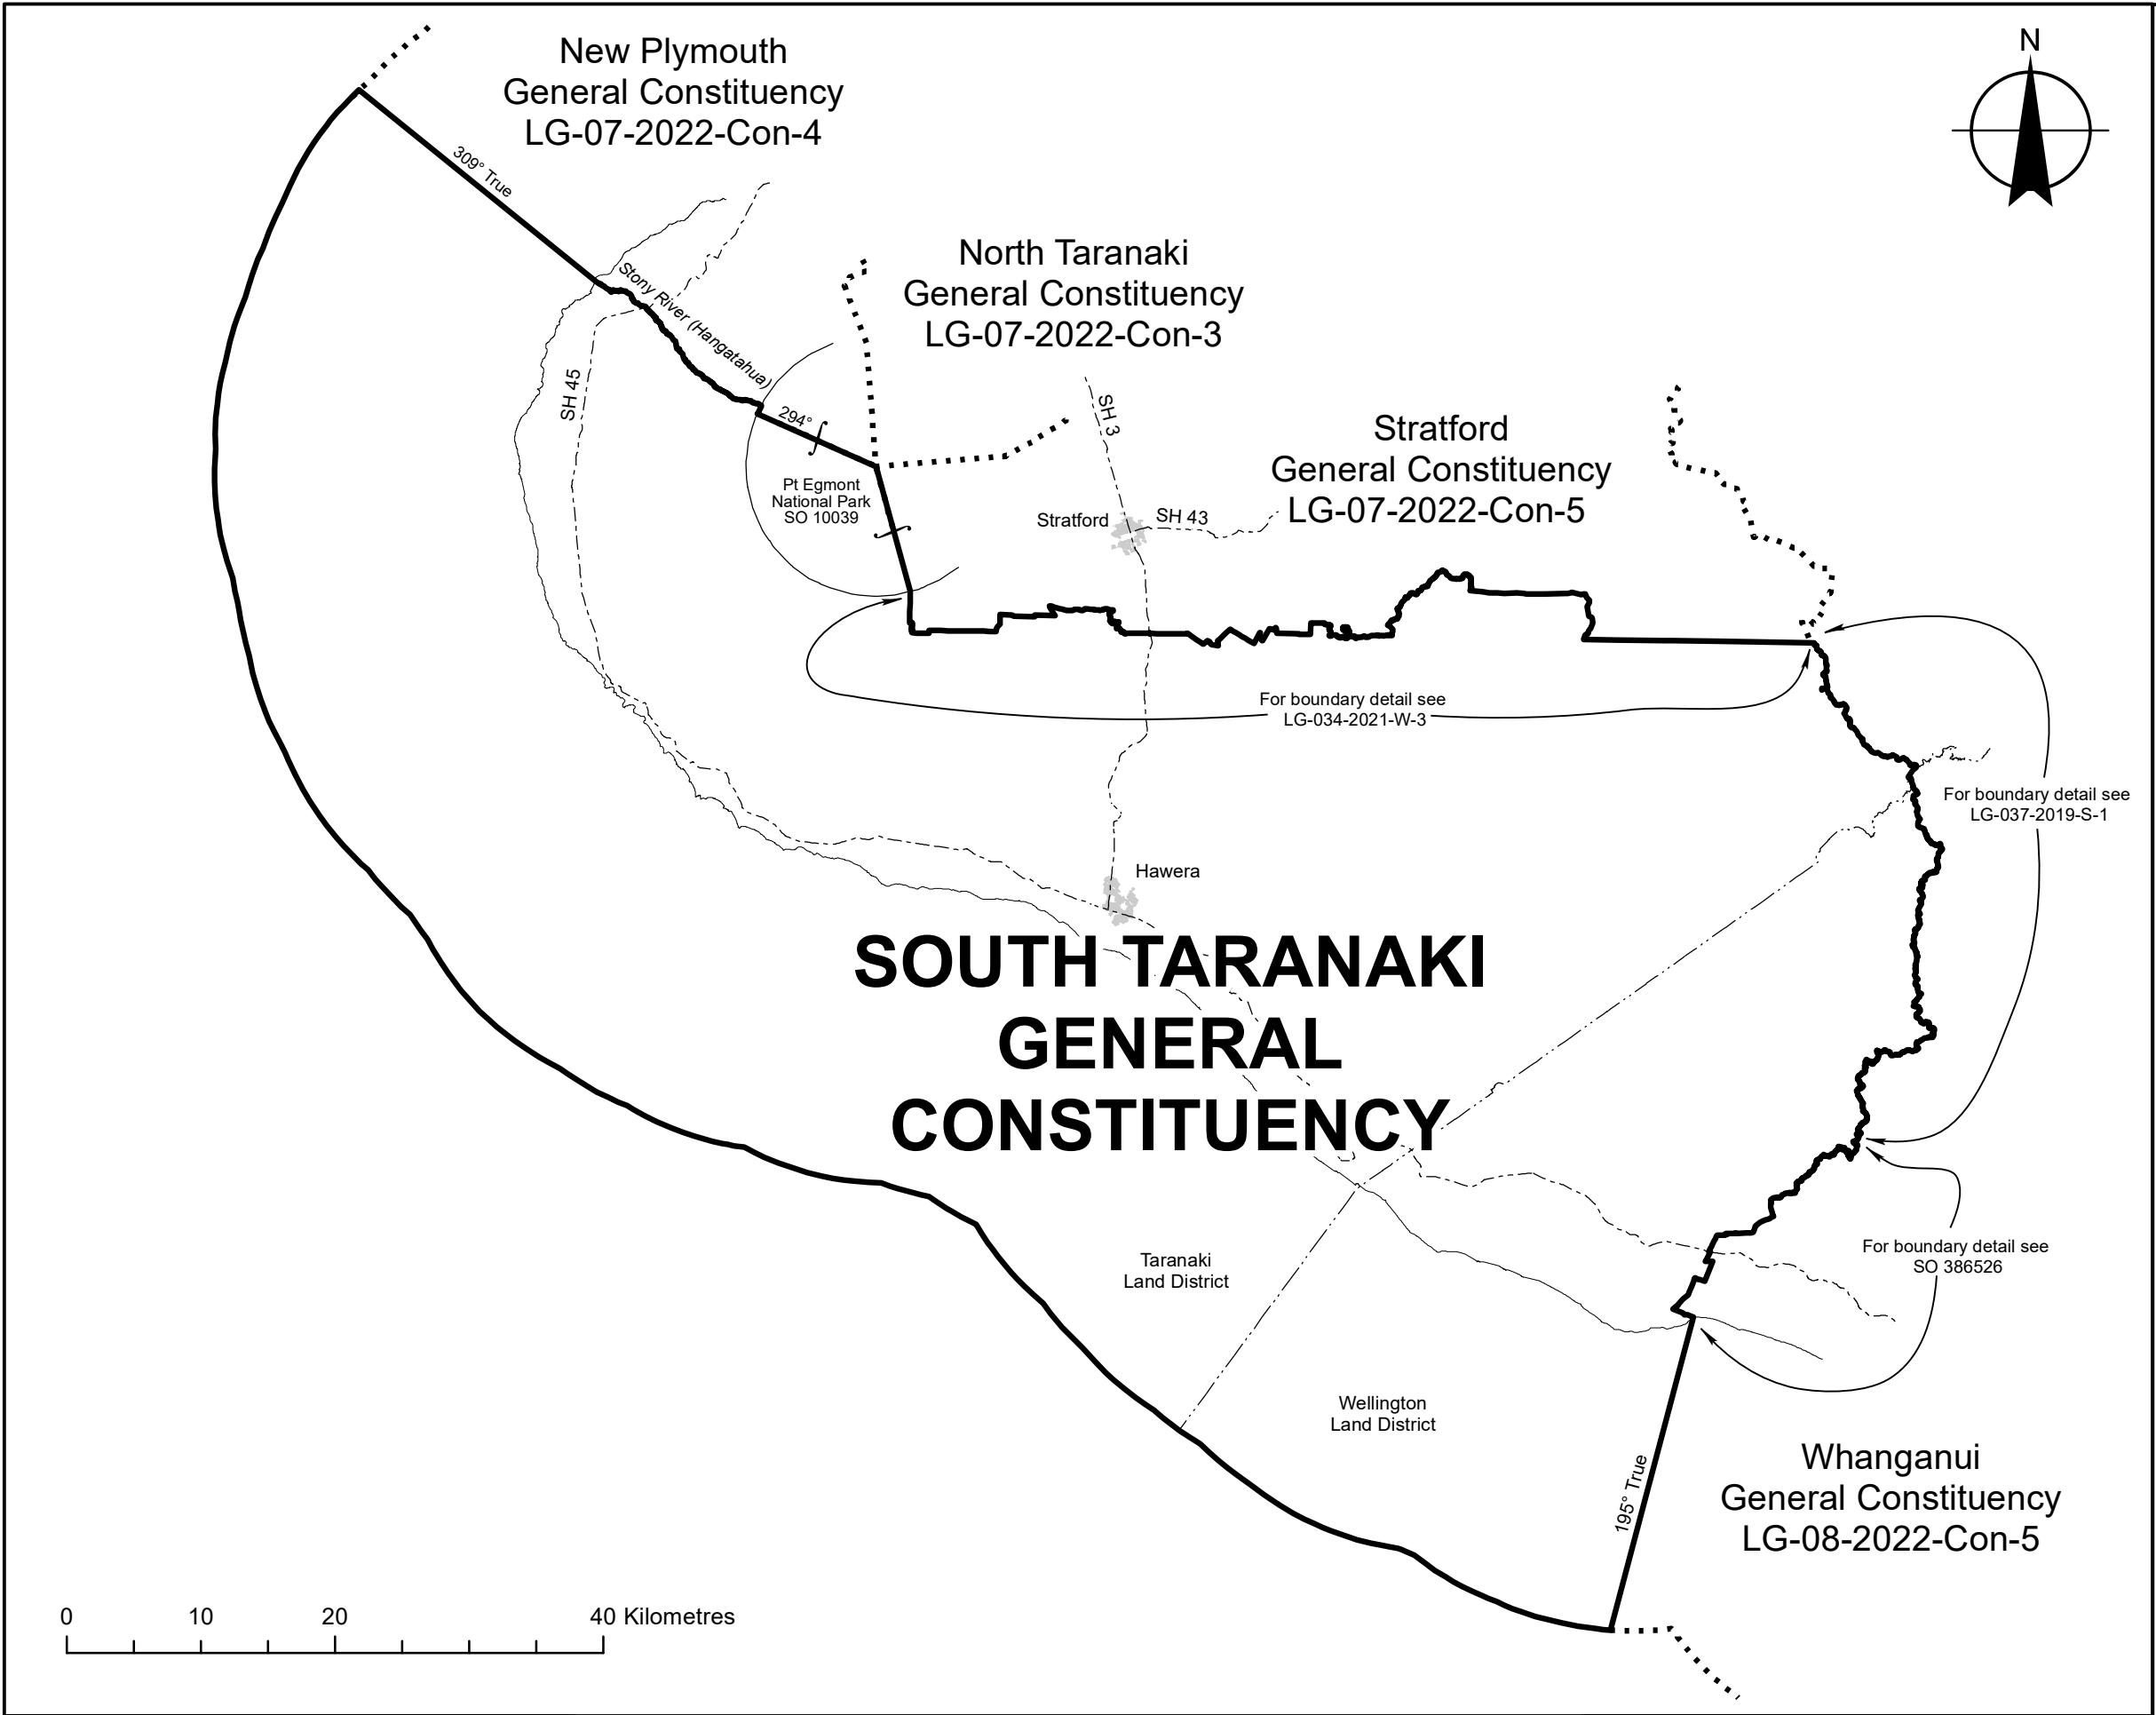 New Plymouth
General Constituency
LG-07-2022-Con-4
N
309° True
Stony River (Hangatahua)
North Taranaki
General Constituency
LG-07-2022-Con-3
SH 45
294°
SH 3
Stratford
General Constituency
LG-07-2022-Con-5
Pt Egmont
National Park
SO 10039
Stratford
SH 43
For boundary detail see
LG-034-2021-W-3
For boundary detail see
LG-037-2019-S-1
Hawera
SOUTH TARANAKI
GENERAL
CONSTITUENCY
Taranaki
Land District
For boundary detail see
SO 386526
Wellington
Land District
195° True
Whanganui
General Constituency
LG-08-2022-Con-5
0 10 20 40 Kilometres